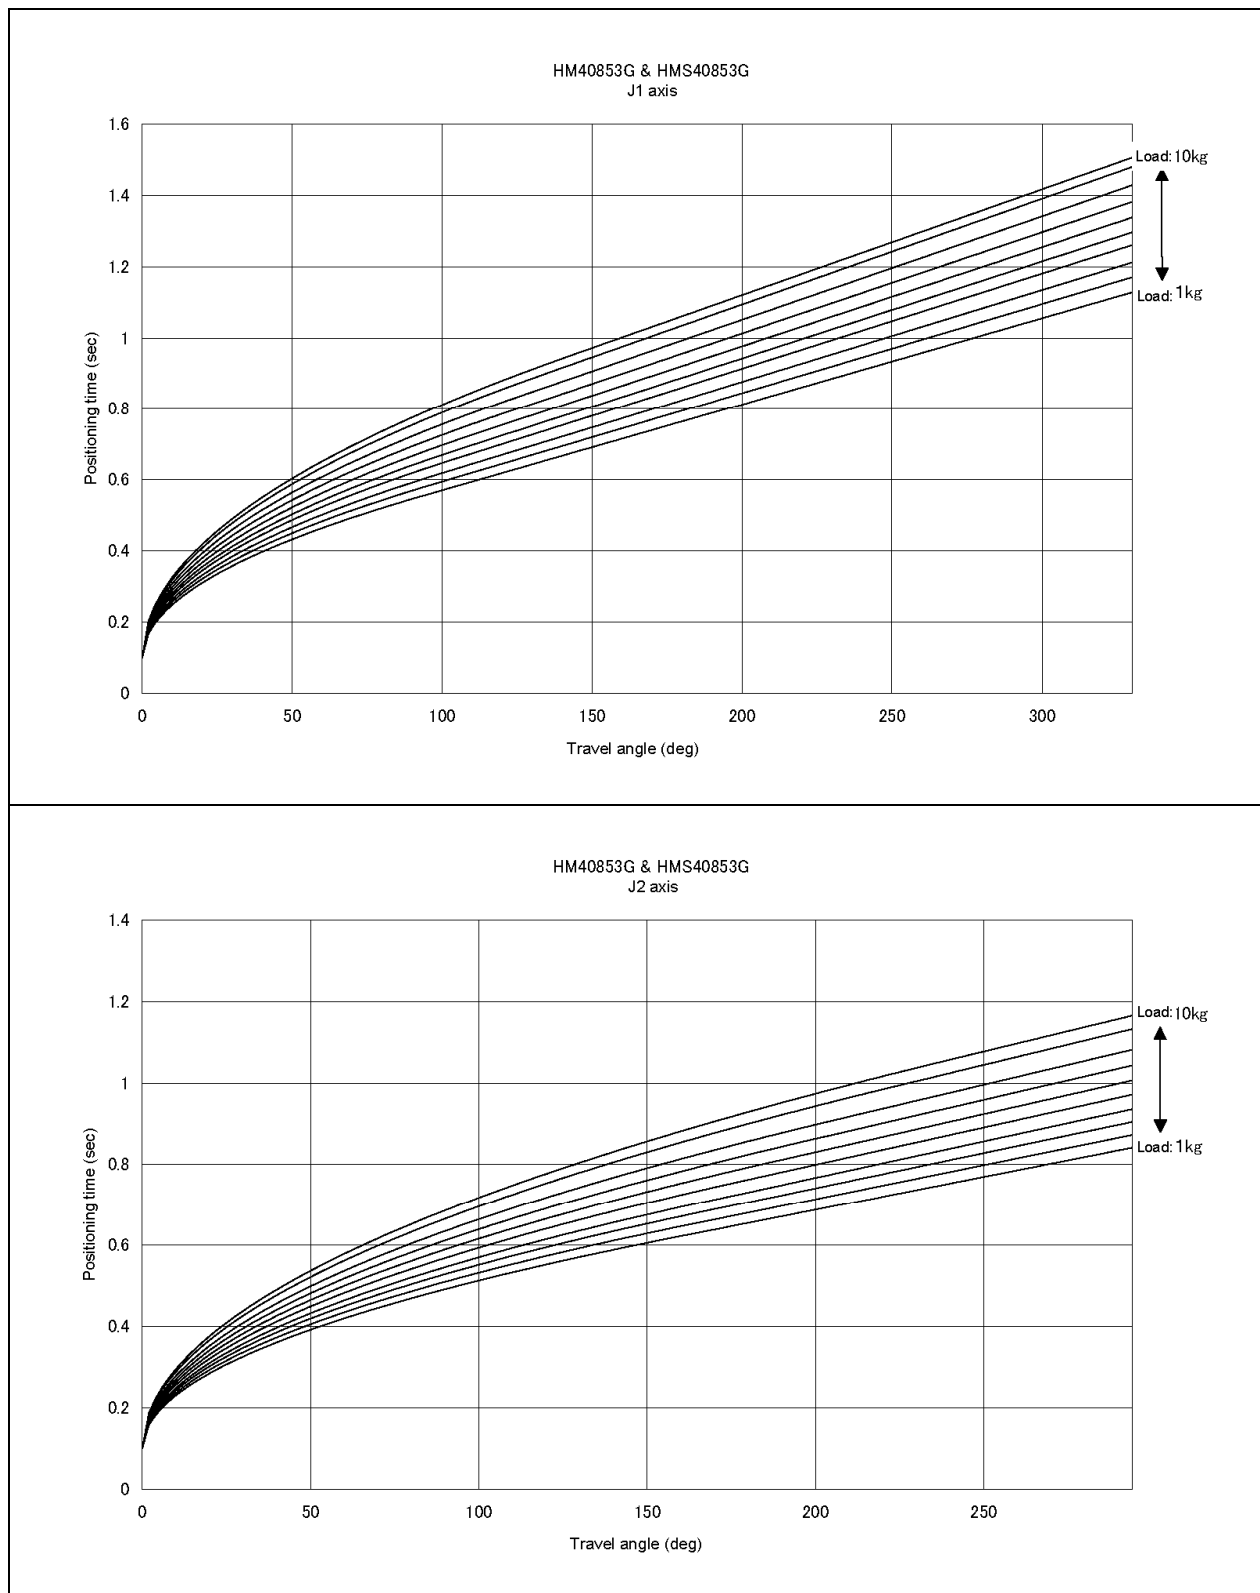 HM40853G & HMS40853G
J1 axis
1.6
1.4
1.2
1
0.8
0.6
0.4
0.2
0
Positioning time (sec)
Load: 10kg
Load: 1kg
0 50 100 150 200 250 300
Travel angle (deg)
HM40853G & HMS40853G
J2 axis
1.4
1.2
1
0.8
0.6
0.4
0.2
0
Positioning time (sec)
Load: 10kg
Load: 1kg
0 50 100 150 200 250
Travel angle (deg)